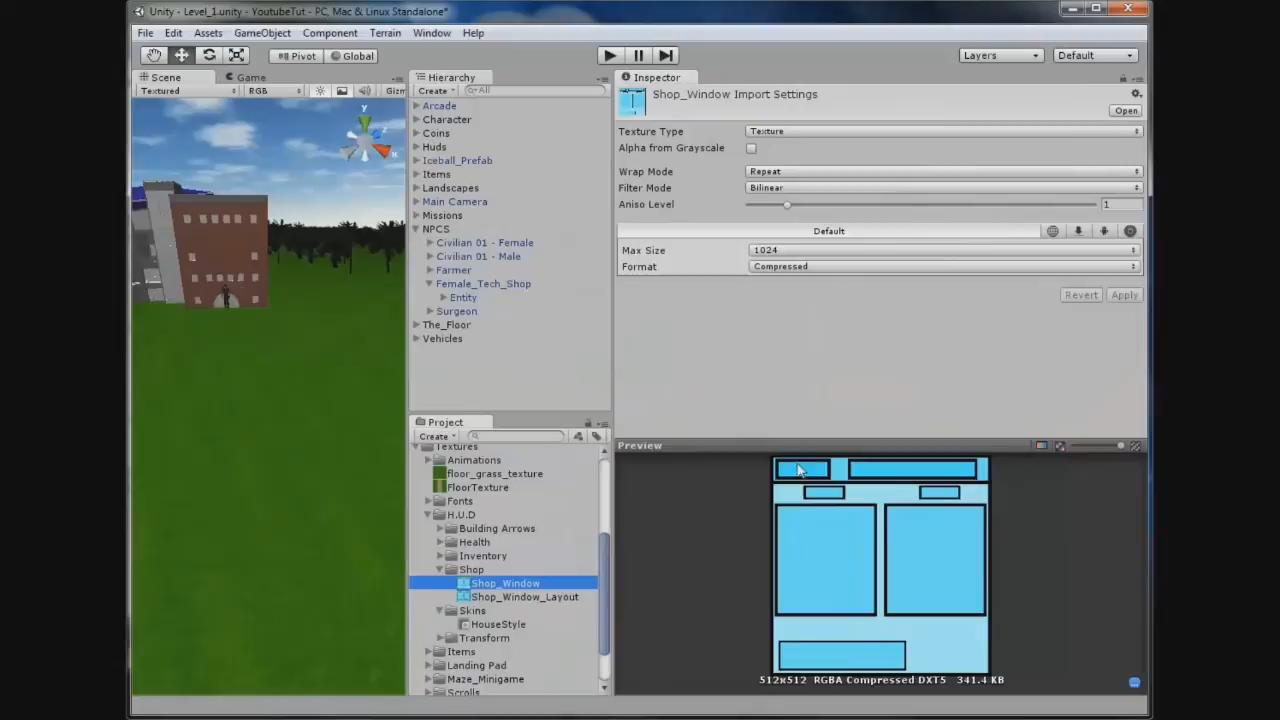 Unity - Level_1.unity - YoutubeTut - PC, Mac & Linux Standalone*
File Edit Assets GameObject Component Terrain Window Help
Pivot Global Layers Default
Scene Game
Textured RGB Gizm
y
x
Hierarchy
Create All
Arcade
Character
Coins
Huds
Iceball_Prefab
Items
Landscapes
Main Camera
Missions
NPCS
Civilian 01 - Female
Civilian 01 - Male
Farmer
Female_Tech_Shop
Entity
Surgeon
The_Floor
Vehicles
Project
Create
Textures
Animations
floor_grass_texture
FloorTexture
Fonts
H.U.D
Building Arrows
Health
Inventory
Shop
Shop_Window
Shop_Window_Layout
Skins
HouseStyle
Transform
Items
Landing Pad
Maze_Minigame
Scrolls
Inspector
Shop_Window Import Settings
Open
Texture Type Texture
Alpha from Grayscale
Wrap Mode Repeat
Filter Mode Bilinear
Aniso Level 1
Default
Max Size 1024
Format Compressed
Revert Apply
Preview
512x512 RGBA Compressed DXT5 341.4 KB